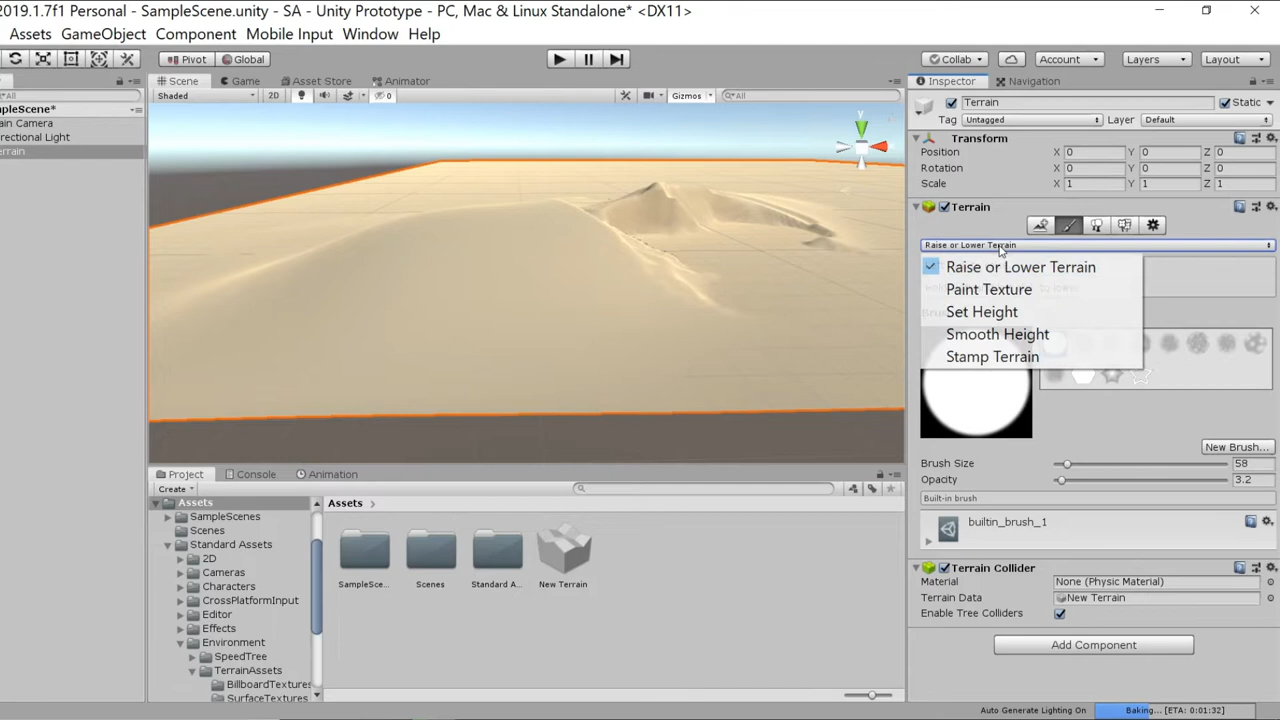 2019.1.7f1 Personal - SampleScene.unity - SA - Unity Prototype - PC, Mac & Linux Standalone* <DX11>
Assets GameObject Component Mobile Input Window Help
Pivot Global Collab Account Layers Layout
Scene Game Asset Store Animator Inspector Navigation
All Shaded 2D 0 Gizmos All Terrain Static
mpleScene* Tag Untagged Layer Default
ain Camera
irectional Light y Transform
errain Position X 0 Y 0 Z 0
Rotation X 0 Y 0 Z 0
Scale X 1 Y 1 Z 1
Terrain
Raise or Lower Terrain
Raise or Lower Terrain
Paint Texture
Set Height
Smooth Height
Stamp Terrain
New Brush...
Brush Size 58
Opacity 3.2
Built-in brush
builtin_brush_1
Terrain Collider
Material None (Physic Material)
Terrain Data New Terrain
Enable Tree Colliders
Add Component
Project Console Animation
Create
Assets Assets
SampleScenes
Scenes
Standard Assets
2D
Cameras
Characters
CrossPlatformInput
Editor
Effects
Environment
SpeedTree
TerrainAssets
BillboardTextures
SurfaceTextures
SampleSce... Scenes Standard A... New Terrain
Auto Generate Lighting On Baking... [ETA: 0:01:32]